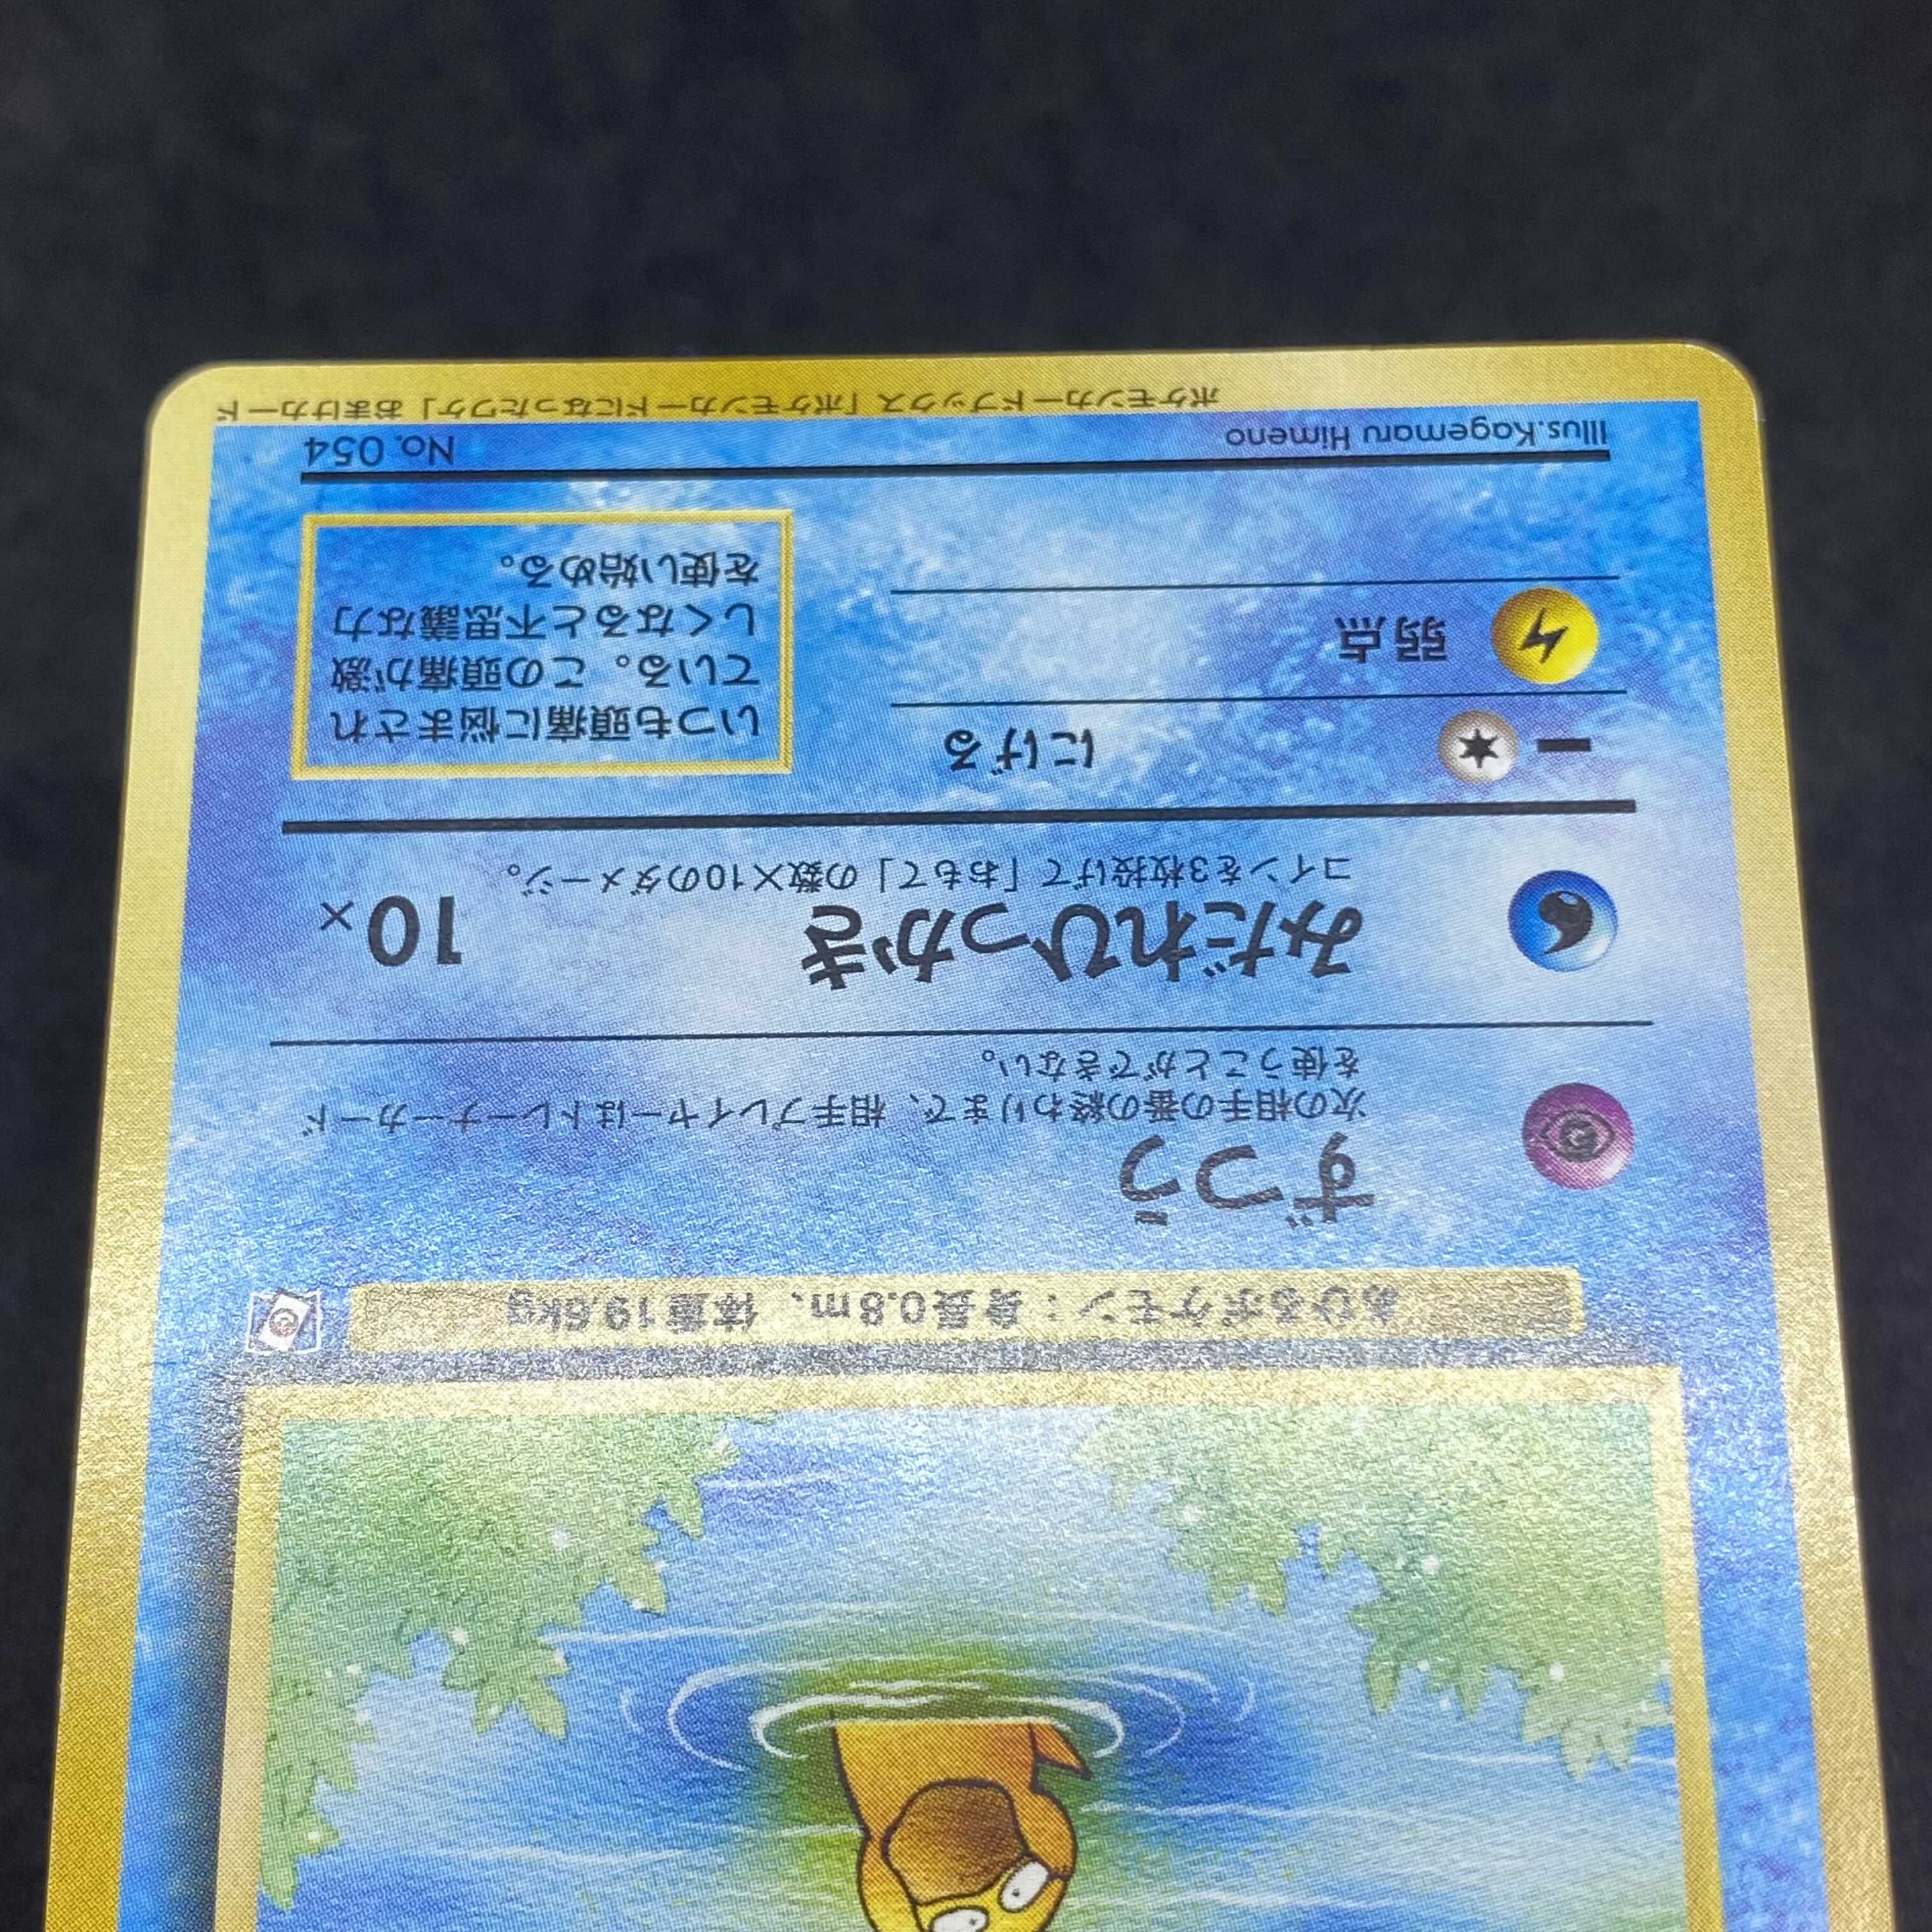 あひるポケモン：身長0.8m、体重19.6kg
ずつう
次の相手の番の終わりまで、相手プレイヤーはトレーナーカード
を使うことができない。
みだれひっかき
10×
コインを3枚投げて「おもて」の数×10のダメージ。
にげる
弱点
いつも頭痛に悩まされ
ている。この頭痛が激
しくなると不思議な力
を使い始める。
Illus.Kagemaru Himeno
No. 054
ポケモンカードブックス「ポケモンカードになったワケ」おまけカード